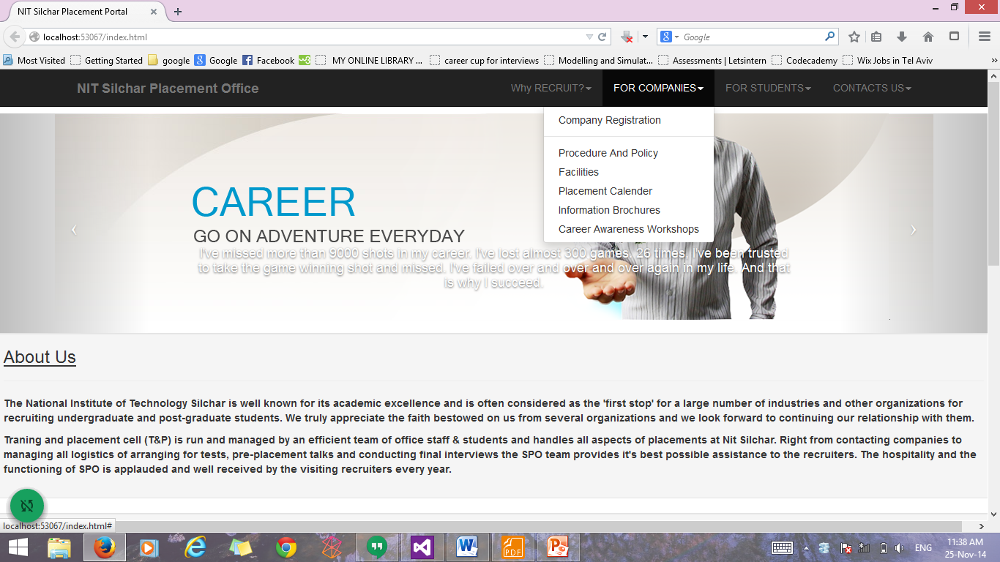 NIT Silchar Placement Portal
localhost:53067/index.html
Google
Most Visited
Getting Started
google
Google
Facebook
MY ONLINE LIBRARY ...
career cup for interviews
Modelling and Simulat...
Assessments | Letsintern
Codecademy
Wix Jobs in Tel Aviv
NIT Silchar Placement Office
Why RECRUIT?
FOR COMPANIES
FOR STUDENTS
CONTACTS US
Company Registration
Procedure And Policy
Facilities
Placement Calender
Information Brochures
Career Awareness Workshops
CAREER
GO ON ADVENTURE EVERYDAY
I've missed more than 9000 shots in my career. I've lost almost 300 games. 26 times, I've been trusted
to take the game winning shot and missed. I've failed over and over and over again in my life. And that
is why I succeed.
About Us
The National Institute of Technology Silchar is well known for its academic excellence and is often considered as the 'first stop' for a large number of industries and other organizations for
recruiting undergraduate and post-graduate students. We truly appreciate the faith bestowed on us from several organizations and we look forward to continuing our relationship with them.
Traning and placement cell (T&P) is run and managed by an efficient team of office staff & students and handles all aspects of placements at Nit Silchar. Right from contacting companies to
managing all logistics of arranging for tests, pre-placement talks and conducting final interviews the SPO team provides it's best possible assistance to the recruiters. The hospitality and the
functioning of SPO is applauded and well received by the visiting recruiters every year.
localhost:53067/index.html#
PDF
ENG
11:38 AM
25-Nov-14